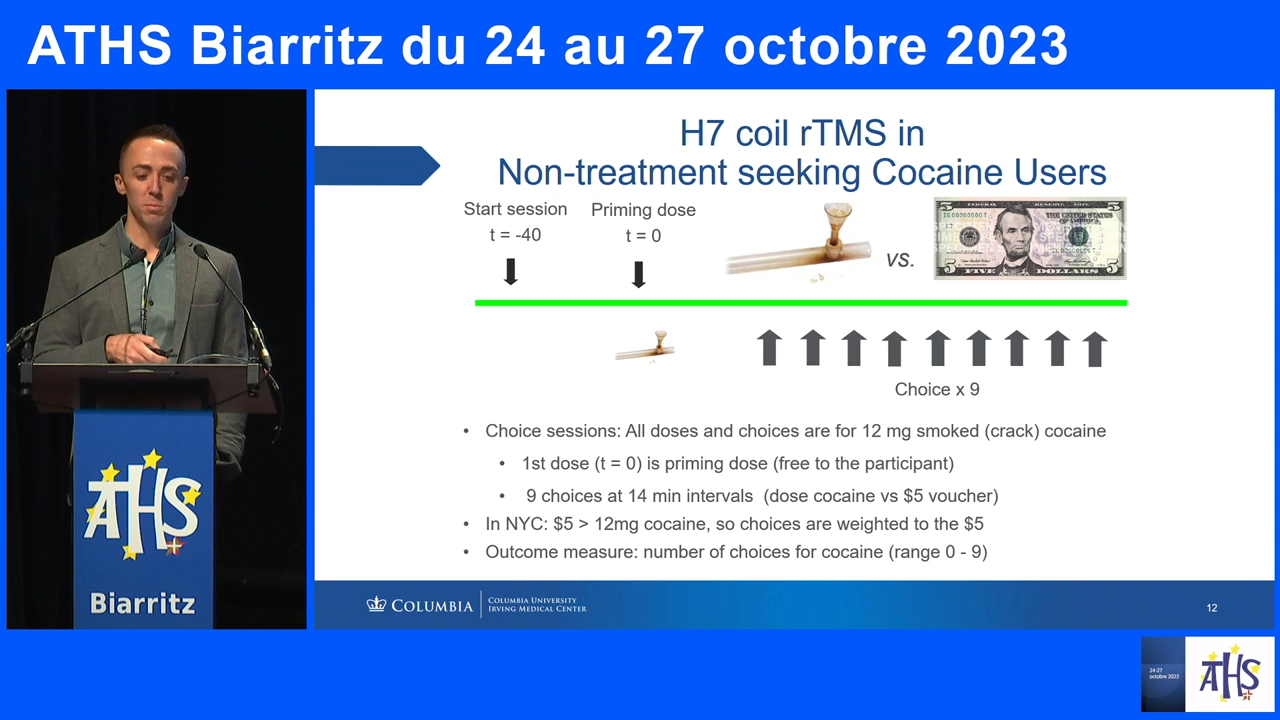 ATHS Biarritz du 24 au 27 octobre 2023
H7 coil rTMS in
Non-treatment seeking Cocaine Users
Start session
t = -40
Priming dose
t = 0
vs.
FIVE DOLLARS
Choice x 9
• Choice sessions: All doses and choices are for 12 mg smoked (crack) cocaine
• 1st dose (t = 0) is priming dose (free to the participant)
• 9 choices at 14 min intervals (dose cocaine vs $5 voucher)
• In NYC: $5 > 12mg cocaine, so choices are weighted to the $5
• Outcome measure: number of choices for cocaine (range 0 - 9)
COLUMBIA
COLUMBIA UNIVERSITY
IRVING MEDICAL CENTER
12
ATHS
Biarritz
24-27
octobre 2023
ATHS